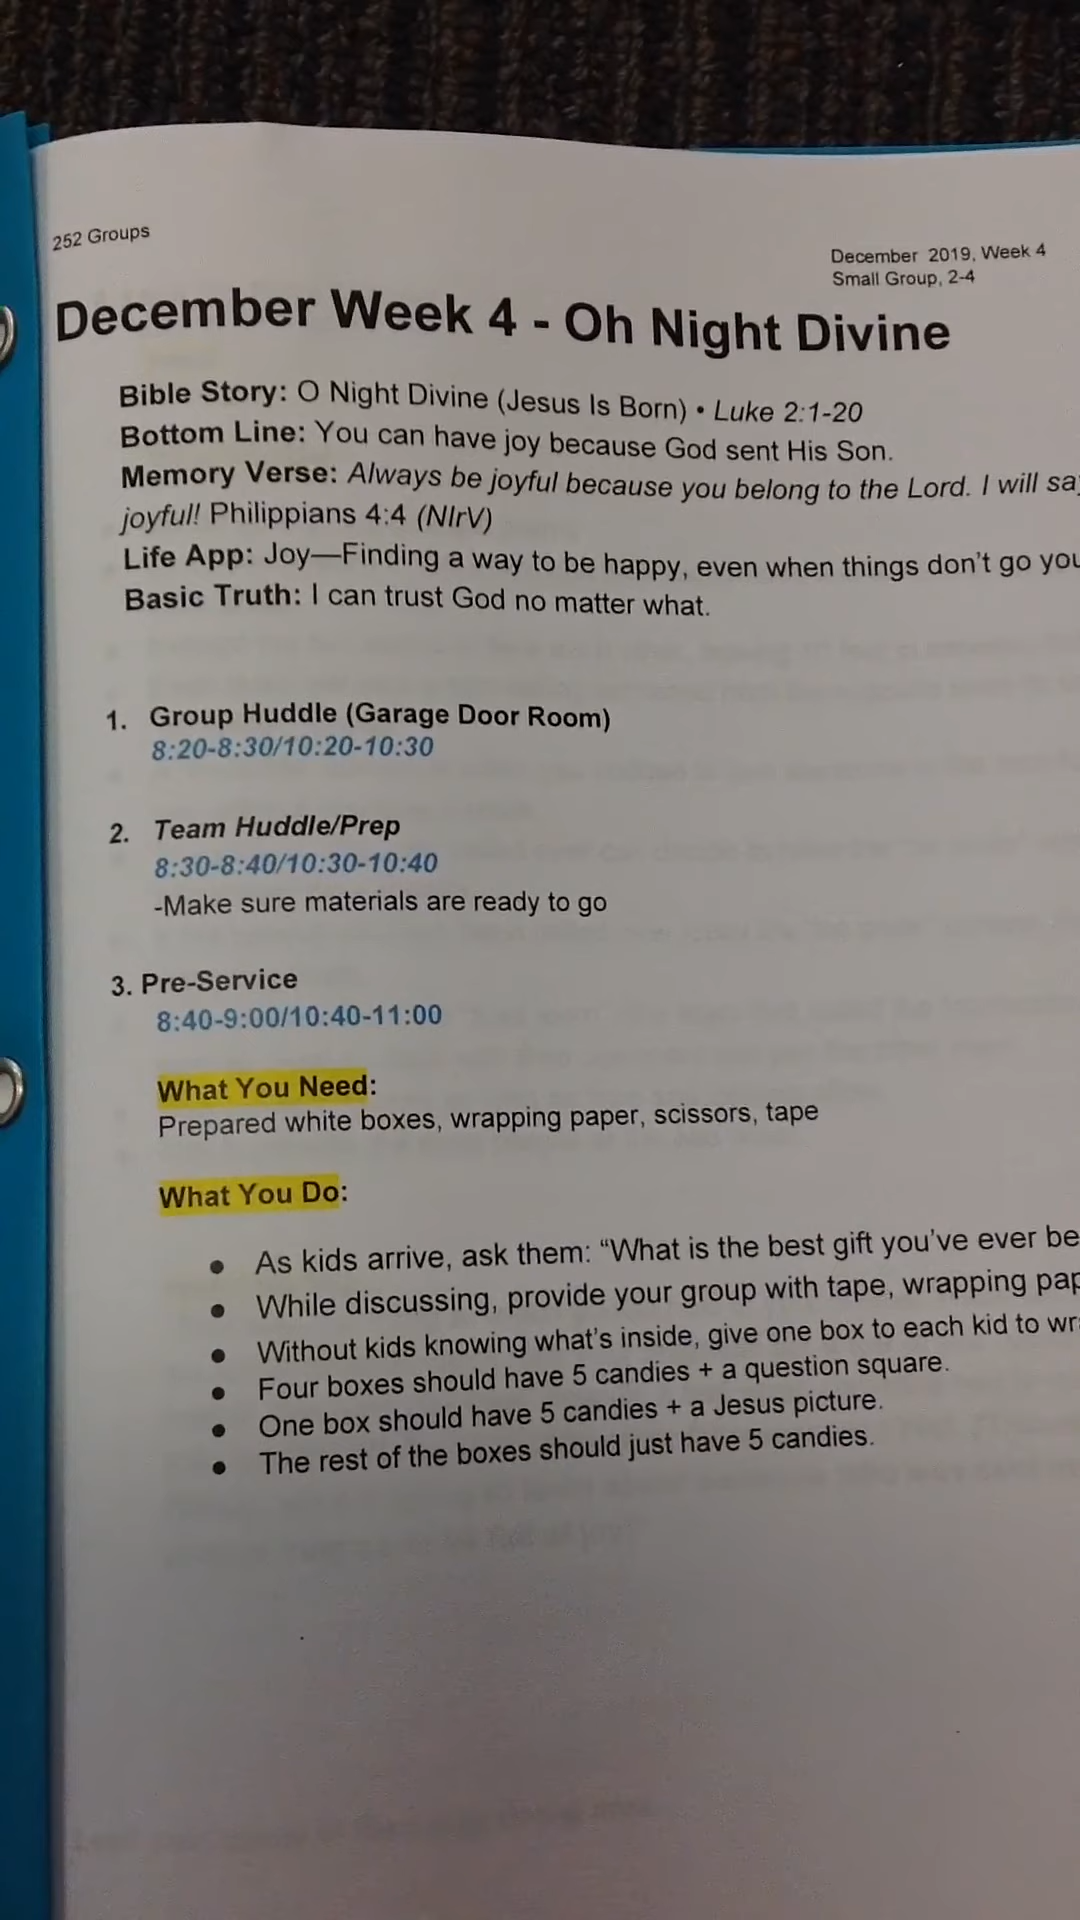 252 Groups
December 2019, Week 4
Small Group, 2-4
December Week 4 - Oh Night Divine
Bible Story: O Night Divine (Jesus Is Born) • Luke 2:1-20
Bottom Line: You can have joy because God sent His Son.
Memory Verse: Always be joyful because you belong to the Lord. I will
joyful! Philippians 4:4 (NIrV)
Life App: Joy—Finding a way to be happy, even when things don't go
Basic Truth: I can trust God no matter what.
1. Group Huddle (Garage Door Room)
8:20-8:30/10:20-10:30
2. Team Huddle/Prep
8:30-8:40/10:30-10:40
-Make sure materials are ready to go
3. Pre-Service
8:40-9:00/10:40-11:00
What You Need:
Prepared white boxes, wrapping paper, scissors, tape
What You Do:
● As kids arrive, ask them: “What is the best gift you've ever
● While discussing, provide your group with tape, wrapping
● Without kids knowing what's inside, give one box to each kid to
● Four boxes should have 5 candies + a question square.
● One box should have 5 candies + a Jesus picture.
● The rest of the boxes should just have 5 candies.